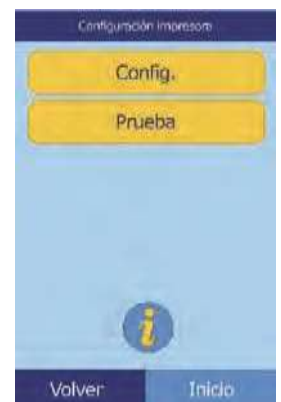 Configuración impresora
Config.
Prueba
i
Volver
Inicio